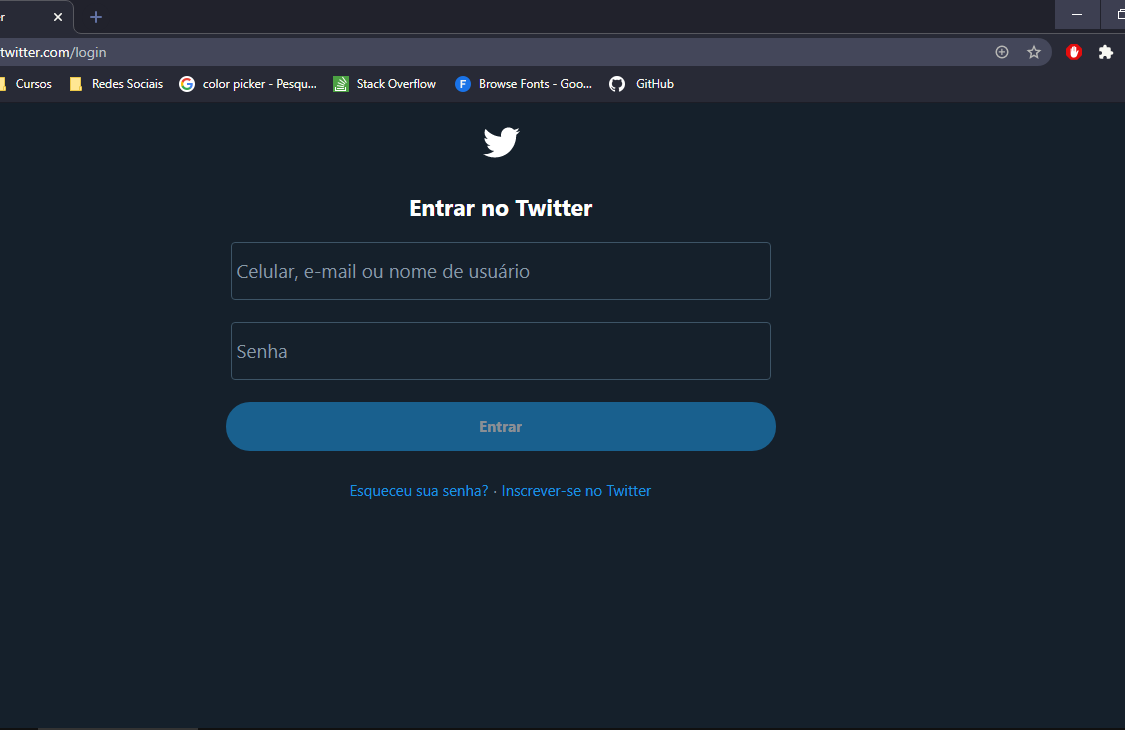 er
twitter.com/login
Cursos Redes Sociais color picker - Pesqu... Stack Overflow F Browse Fonts - Goo... GitHub
Entrar no Twitter
Celular, e-mail ou nome de usuário
Senha
Entrar
Esqueceu sua senha? · Inscrever-se no Twitter